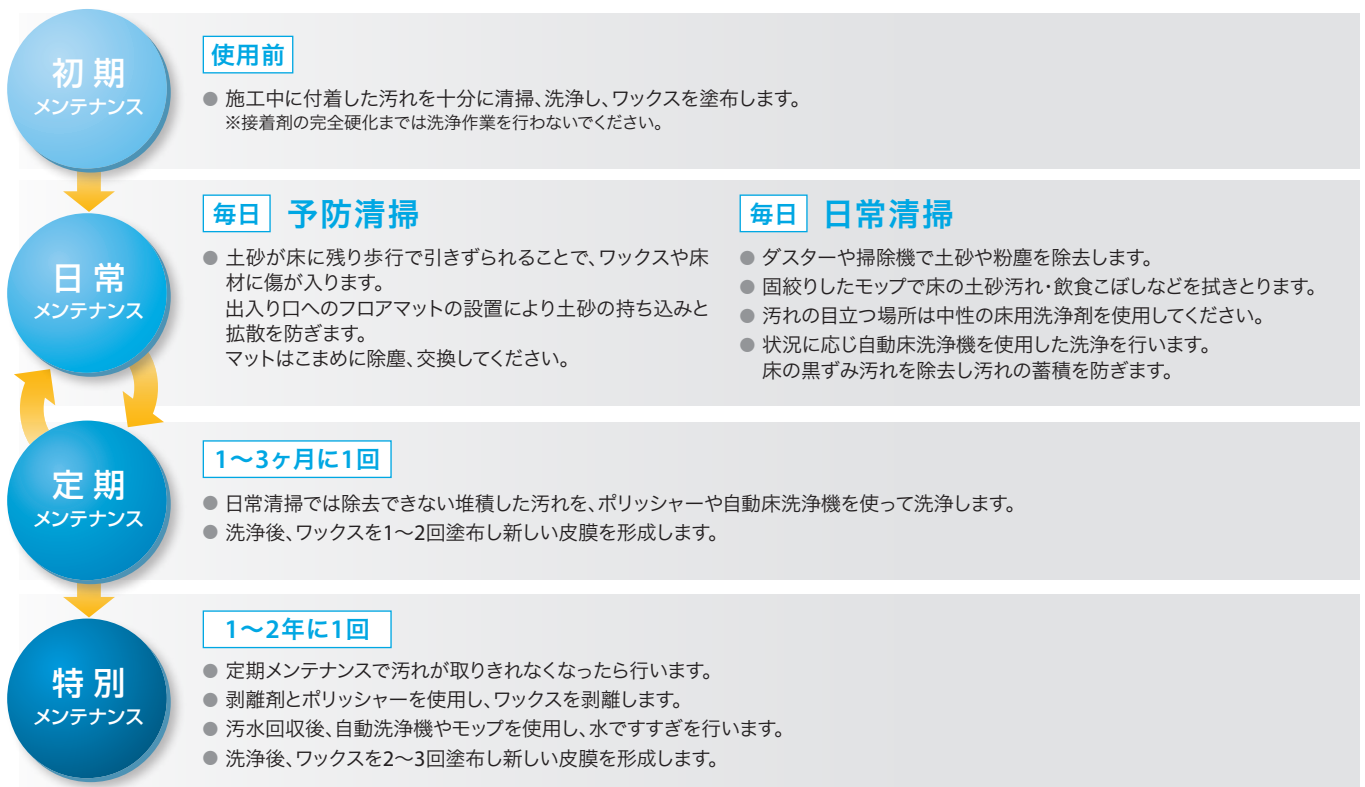 初期
メンテナンス
使用前
● 施工中に付着した汚れを十分に清掃、洗浄し、ワックスを塗布します。
※接着剤の完全硬化までは洗浄作業を行わないでください。
日常
メンテナンス
毎日 予防清掃
● 土砂が床に残り歩行で引きずられることで、ワックスや床
材に傷が入ります。
出入り口へのフロアマットの設置により土砂の持ち込みと
拡散を防ぎます。
マットはこまめに除塵、交換してください。
毎日 日常清掃
● ダスターや掃除機で土砂や粉塵を除去します。
● 固絞りしたモップで床の土砂汚れ・飲食こぼしなどを拭きとります。
● 汚れの目立つ場所は中性の床用洗浄剤を使用してください。
● 状況に応じ自動床洗浄機を使用した洗浄を行います。
床の黒ずみ汚れを除去し汚れの蓄積を防ぎます。
定期
メンテナンス
1〜3ヶ月に1回
● 日常清掃では除去できない堆積した汚れを、ポリッシャーや自動床洗浄機を使って洗浄します。
● 洗浄後、ワックスを1〜2回塗布し新しい皮膜を形成します。
特別
メンテナンス
1〜2年に1回
● 定期メンテナンスで汚れが取りきれなくなったら行います。
● 剥離剤とポリッシャーを使用し、ワックスを剥離します。
● 汚水回収後、自動洗浄機やモップを使用し、水ですすぎを行います。
● 洗浄後、ワックスを2〜3回塗布し新しい皮膜を形成します。